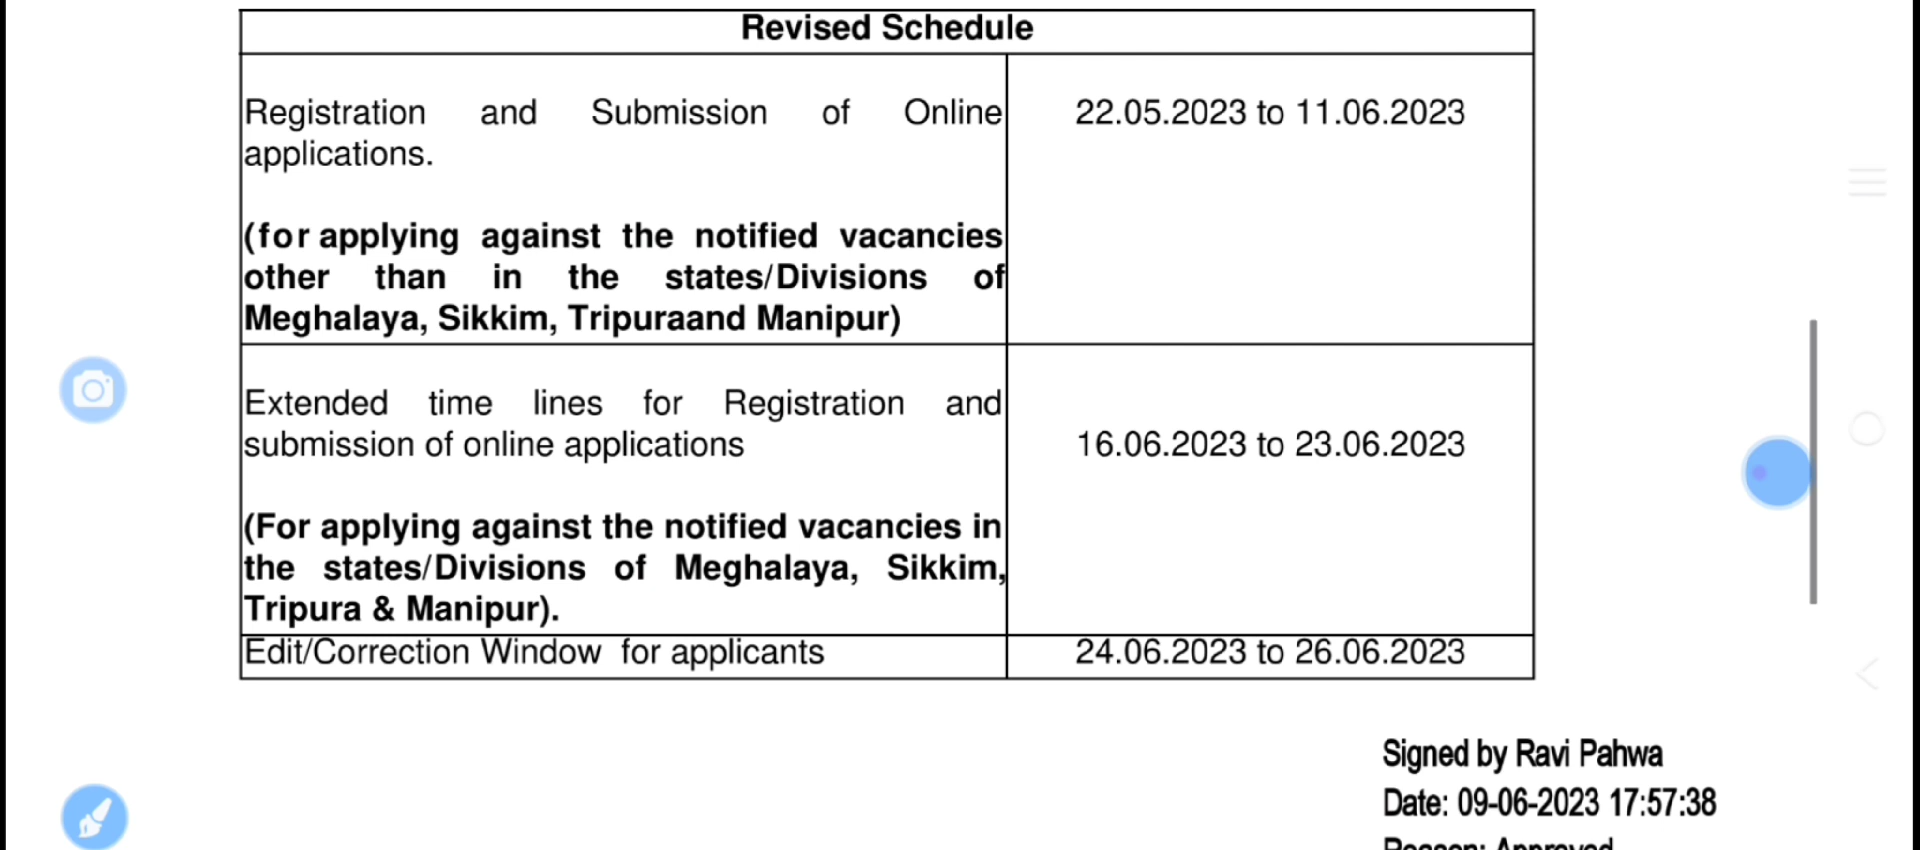 Revised Schedule
Registration and Submission of Online
applications.
22.05.2023 to 11.06.2023
(for applying against the notified vacancies
other than in the states/Divisions of
Meghalaya, Sikkim, Tripuraand Manipur)
Extended time lines for Registration and
submission of online applications
16.06.2023 to 23.06.2023
(For applying against the notified vacancies in
the states/Divisions of Meghalaya, Sikkim,
Tripura & Manipur).
Edit/Correction Window for applicants
24.06.2023 to 26.06.2023
Signed by Ravi Pahwa
Date: 09-06-2023 17:57:38
Reason: Approved